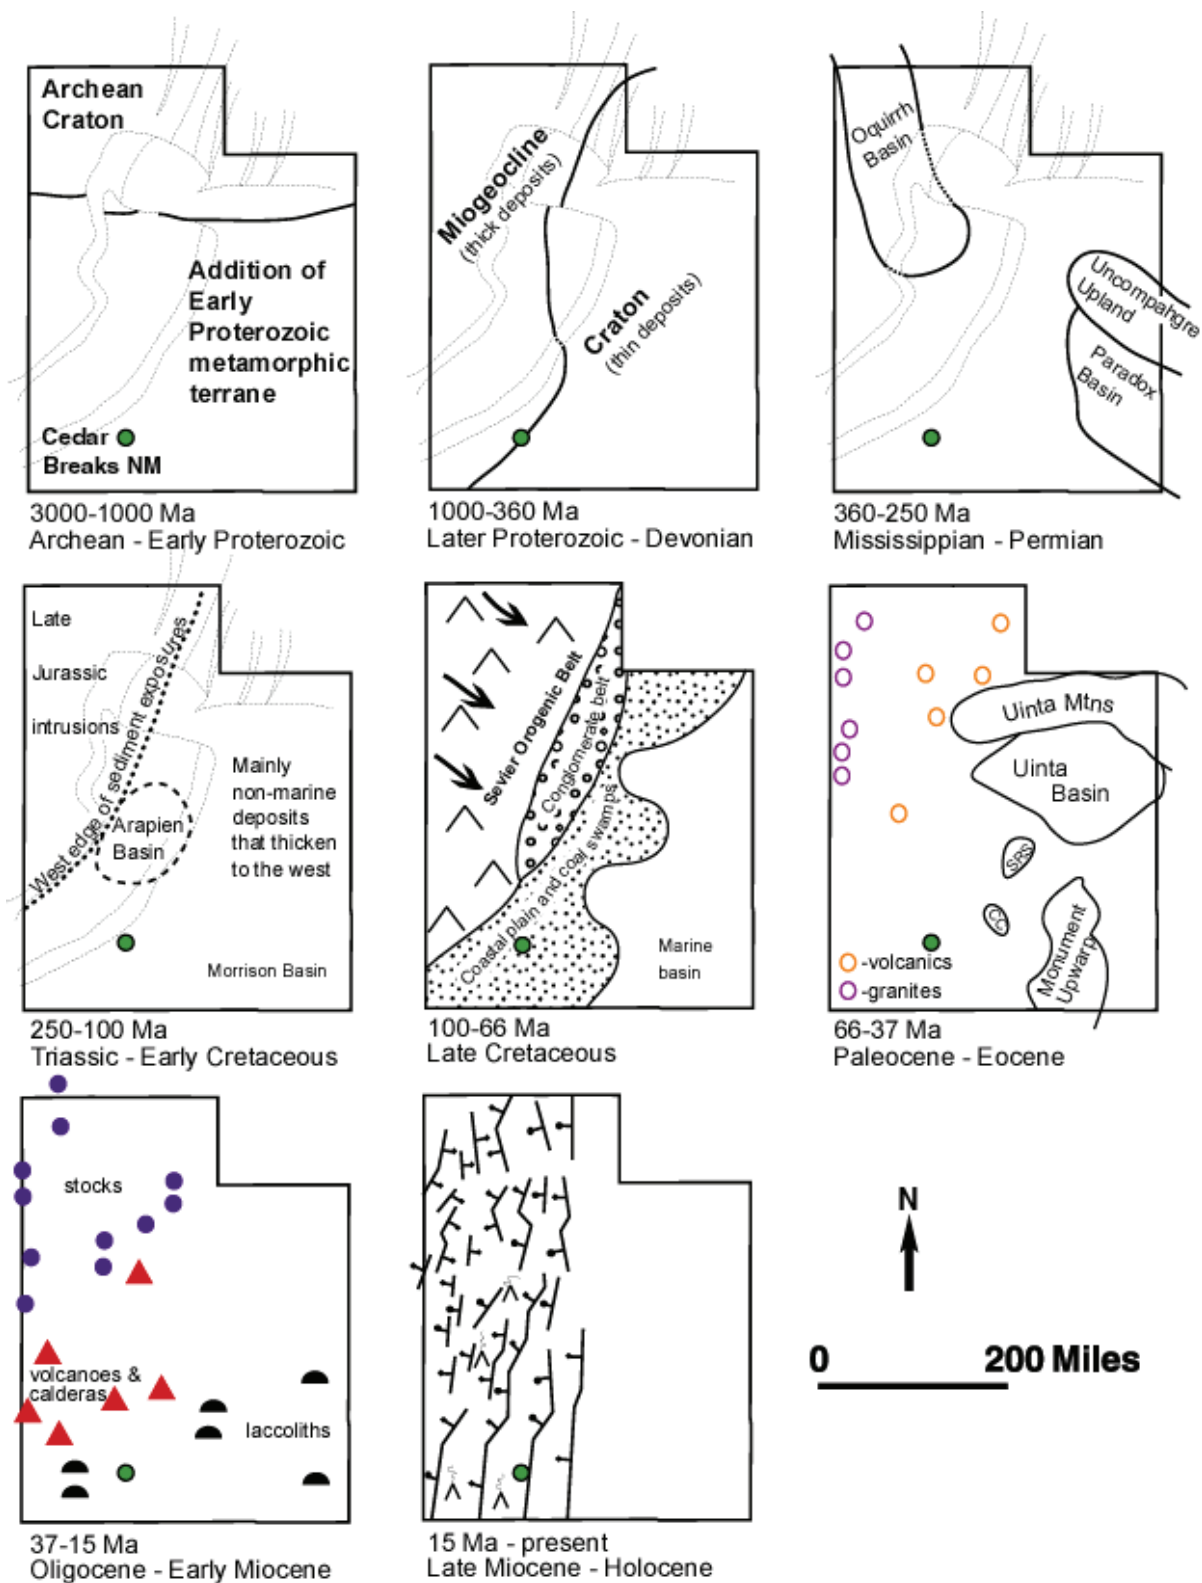 Archean
Craton
Addition of
Early
Proterozoic
metamorphic
terrane
Cedar
Breaks NM
3000-1000 Ma
Archean - Early Proterozoic
Miogeocline
(thick deposits)
Craton
(thin deposits)
1000-360 Ma
Later Proterozoic - Devonian
Oquirrh
Basin
Uncompahgre
Upland
Paradox
Basin
360-250 Ma
Mississippian - Permian
Late
Jurassic
intrusions
West edge of sediment exposures
Arapien
Basin
Mainly
non-marine
deposits
that thicken
to the west
Morrison Basin
250-100 Ma
Triassic - Early Cretaceous
Sevier Orogenic Belt
Conglomerate belt
Coastal plain and coal swamps
Marine
basin
100-66 Ma
Late Cretaceous
Uinta Mtns
Uinta
Basin
SRS
CC
Monument
Upwarp
-volcanics
-granites
66-37 Ma
Paleocene - Eocene
stocks
volcanoes &
calderas
laccoliths
37-15 Ma
Oligocene - Early Miocene
15 Ma - present
Late Miocene - Holocene
N
0 200 Miles